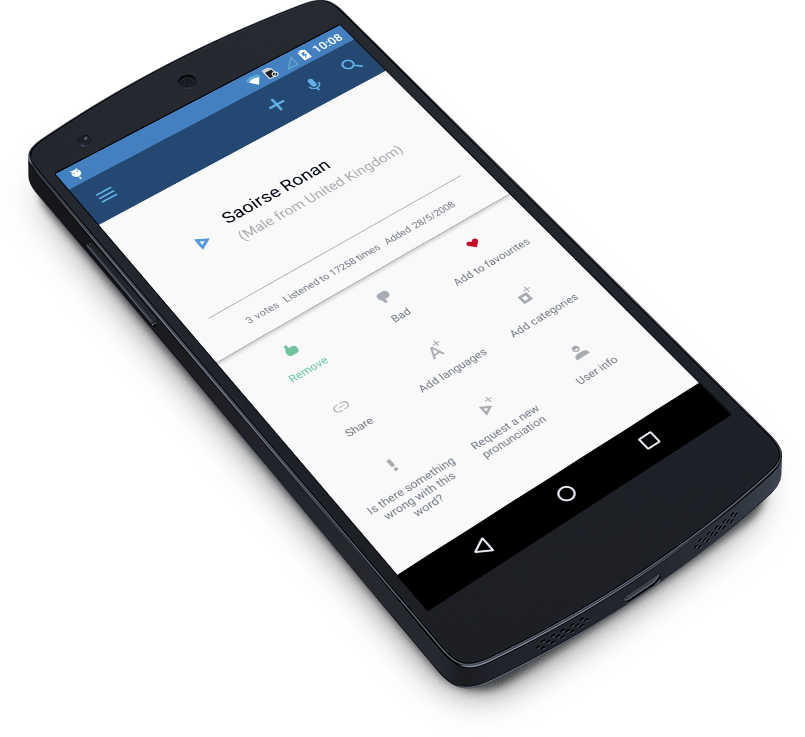 10:08
Saoirse Ronan
(Male from United Kingdom)
3 votes Listened to 17258 times Added 28/5/2008
Remove
Bad
Add to favourites
Share
Add languages
Add categories
Is there something
wrong with this
word?
Request a new
pronunciation
User info